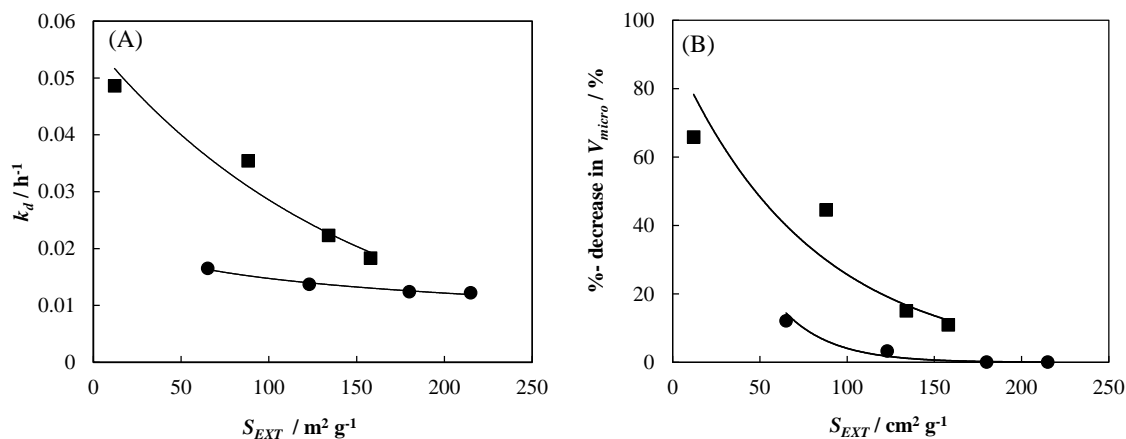 (A)
k_d / h⁻¹
0.06
0.05
0.04
0.03
0.02
0.01
0
0 50 100 150 200 250
S_EXT / m² g⁻¹
(B)
%- decrease in V_micro / %
100
80
60
40
20
0
0 50 100 150 200 250
S_EXT / cm² g⁻¹